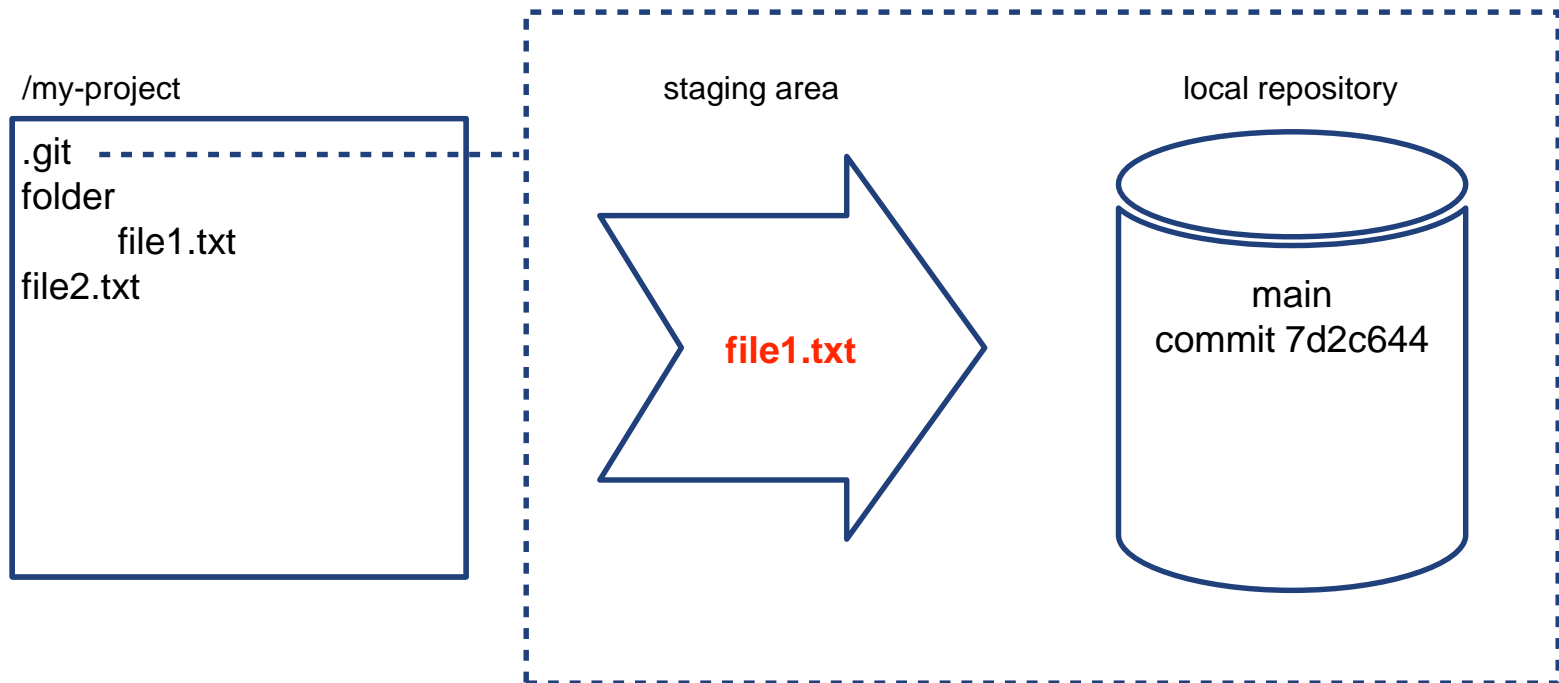 /my-project
.git
folder
file1.txt
file2.txt
staging area
file1.txt
local repository
main
commit 7d2c644